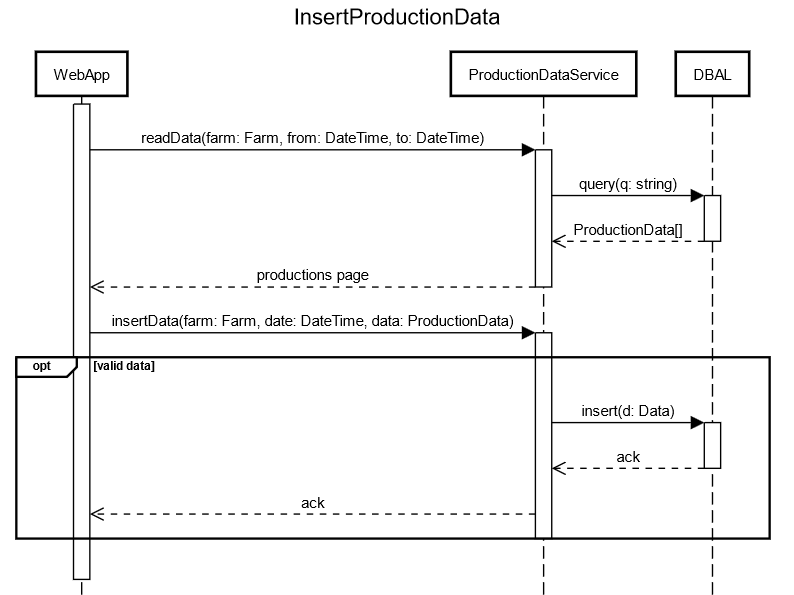 InsertProductionData
WebApp
ProductionDataService
DBAL
readData(farm: Farm, from: DateTime, to: DateTime)
query(q: string)
ProductionData[]
productions page
insertData(farm: Farm, date: DateTime, data: ProductionData)
opt
[valid data]
insert(d: Data)
ack
ack